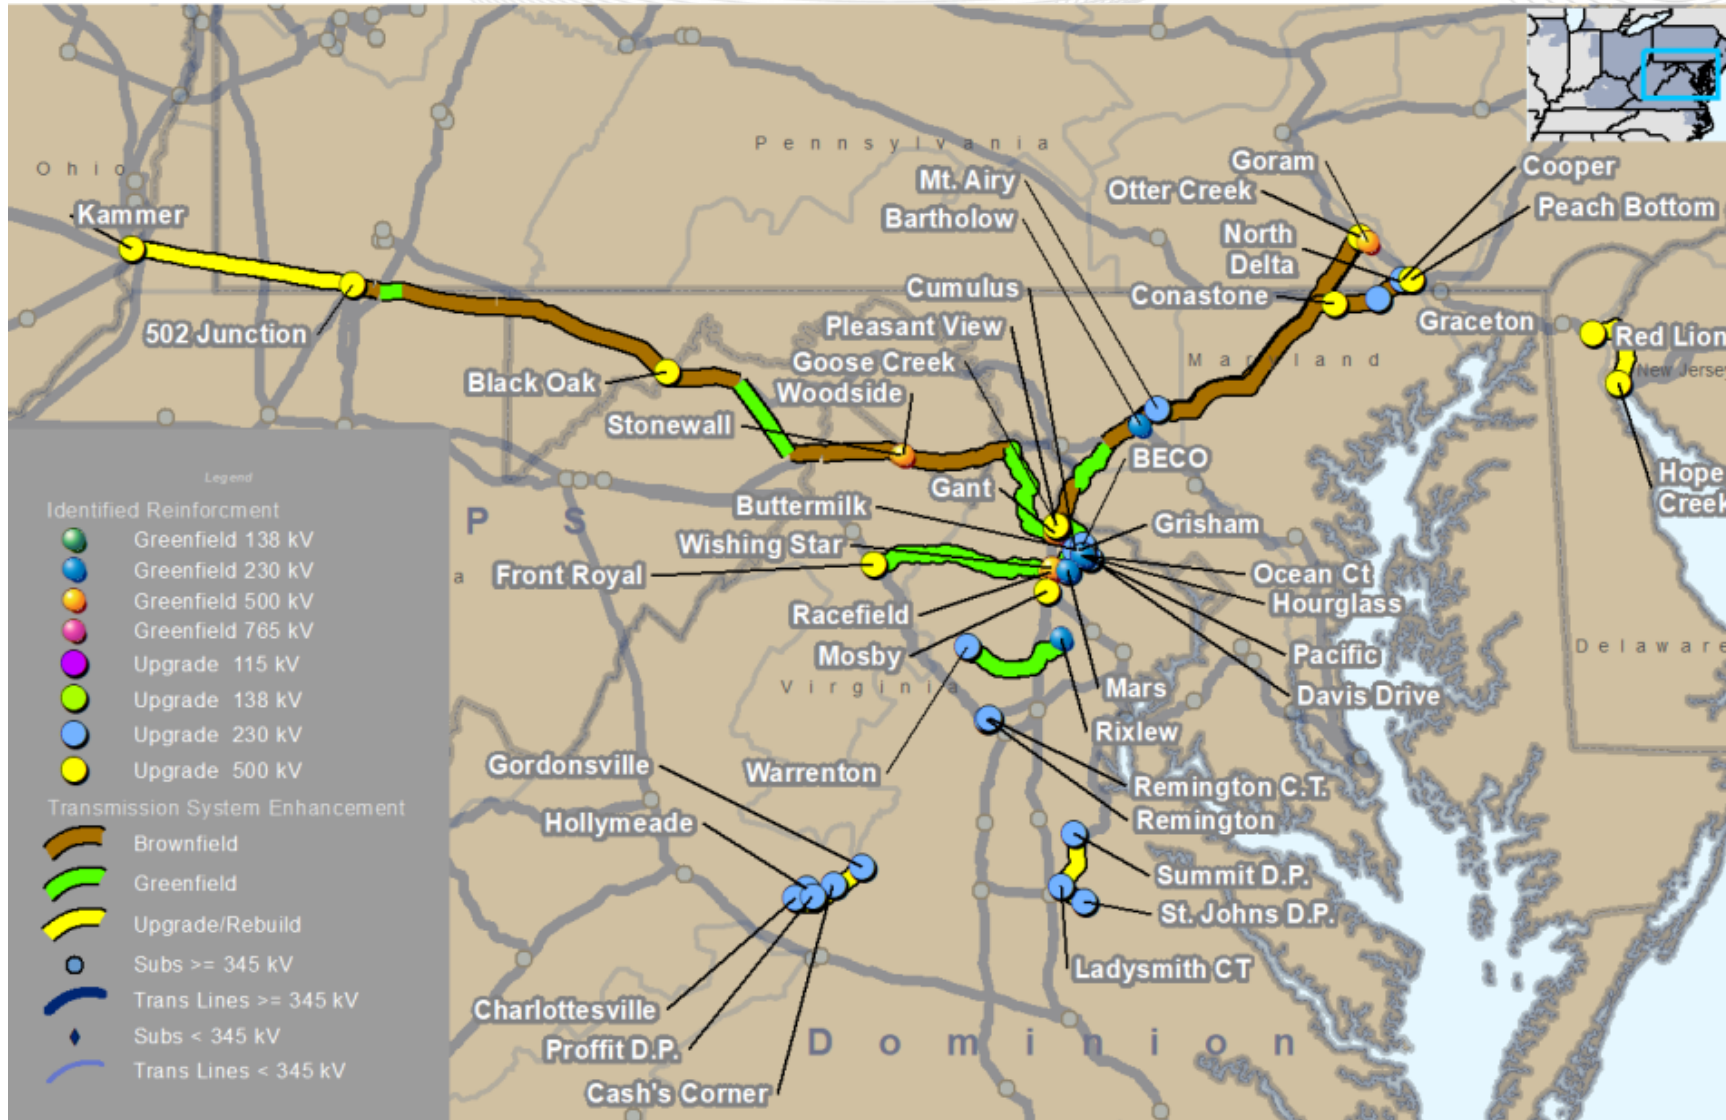 Pennsylvania
Ohio
Kammer
502 Junction
Black Oak
Stonewall
Mt. Airy
Bartholow
Cumulus
Pleasant View
Goose Creek
Woodside
Goram
Otter Creek
North
Delta
Conastone
Cooper
Peach Bottom
Graceton
Red Lion
New Jersey
Hope
Creek
Maryland
Delaware
BECO
Gant
Buttermilk
Wishing Star
Front Royal
Racefield
Mosby
Grisham
Ocean Ct
Hourglass
Pacific
Davis Drive
Mars
Rixlew
Virginia
Warrenton
Remington C.T.
Remington
Gordonsville
Hollymeade
Summit D.P.
St. Johns D.P.
Ladysmith CT
Charlottesville
Proffit D.P.
Cash's Corner
Dominion
P S
a
Legend
Identified Reinforcment
Greenfield 138 kV
Greenfield 230 kV
Greenfield 500 kV
Greenfield 765 kV
Upgrade 115 kV
Upgrade 138 kV
Upgrade 230 kV
Upgrade 500 kV
Transmission System Enhancement
Brownfield
Greenfield
Upgrade/Rebuild
Subs >= 345 kV
Trans Lines >= 345 kV
Subs < 345 kV
Trans Lines < 345 kV